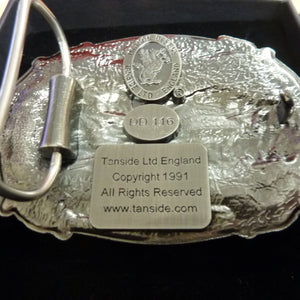 DD 116
Tanside Ltd England
Copyright 1991
All Rights Reserved
www.tanside.com